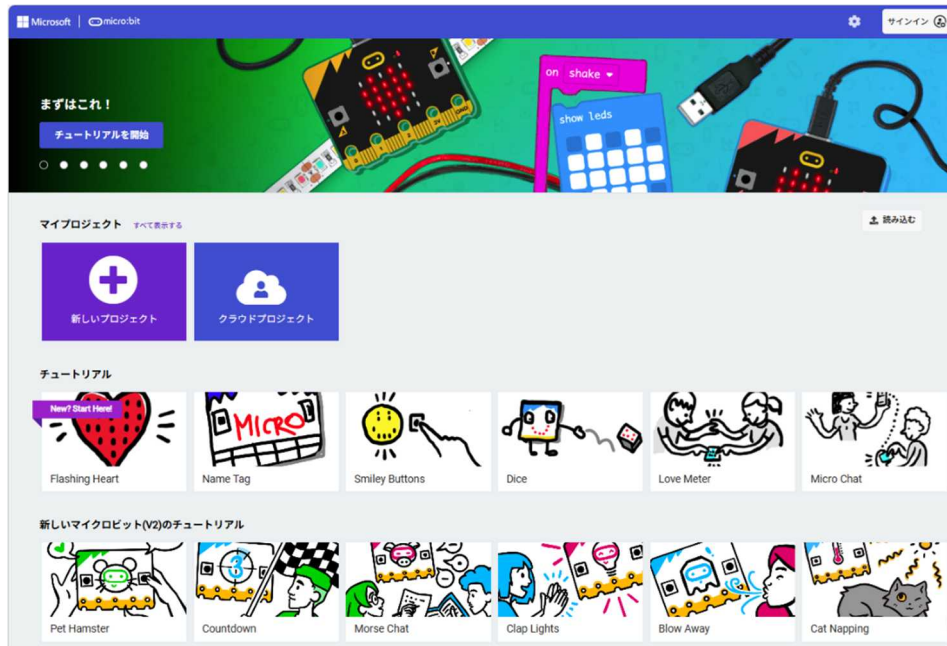 Microsoft micro:bit サインイン
まずはこれ！
チュートリアルを開始
on shake
show leds
マイプロジェクト すべて表示する 読み込む
新しいプロジェクト
クラウドプロジェクト
チュートリアル
New? Start Here!
MICRO
Flashing Heart
Name Tag
Smiley Buttons
Dice
Love Meter
Micro Chat
新しいマイクロビット(V2)のチュートリアル
3
Pet Hamster
Countdown
Morse Chat
Clap Lights
Blow Away
Cat Napping